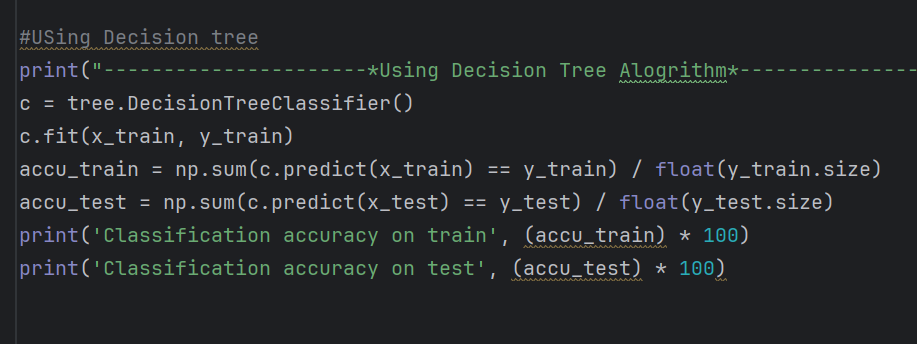 #USing Decision tree
print("----------------------*Using Decision Tree Alogrithm*---------------
c = tree.DecisionTreeClassifier()
c.fit(x_train, y_train)
accu_train = np.sum(c.predict(x_train) == y_train) / float(y_train.size)
accu_test = np.sum(c.predict(x_test) == y_test) / float(y_test.size)
print('Classification accuracy on train', (accu_train) * 100)
print('Classification accuracy on test', (accu_test) * 100)